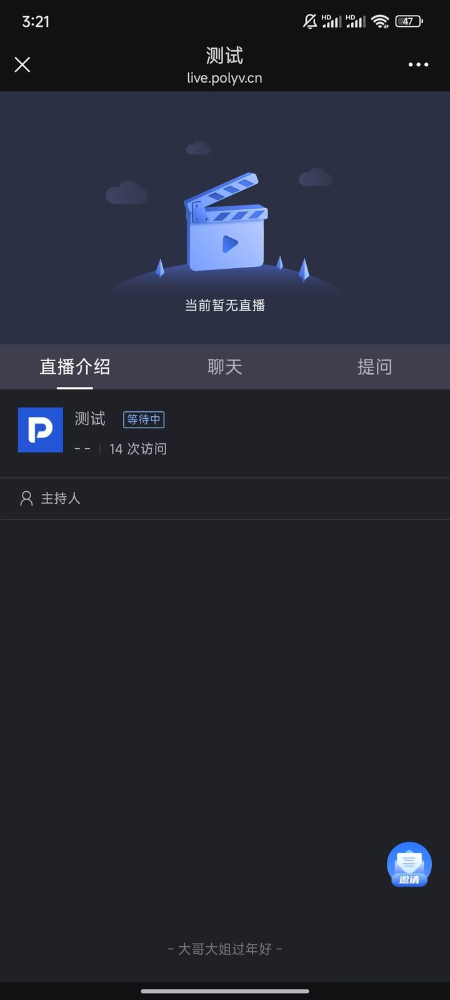 3:21
HD HD 47
测试
live.polyv.cn
当前暂无直播
直播介绍 聊天 提问
测试 等待中
-- | 14 次访问
主持人
邀请
- 大哥大姐过年好 -